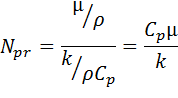 N_pr = (μ/ρ) / (k/ρC_p) = C_pμ / k